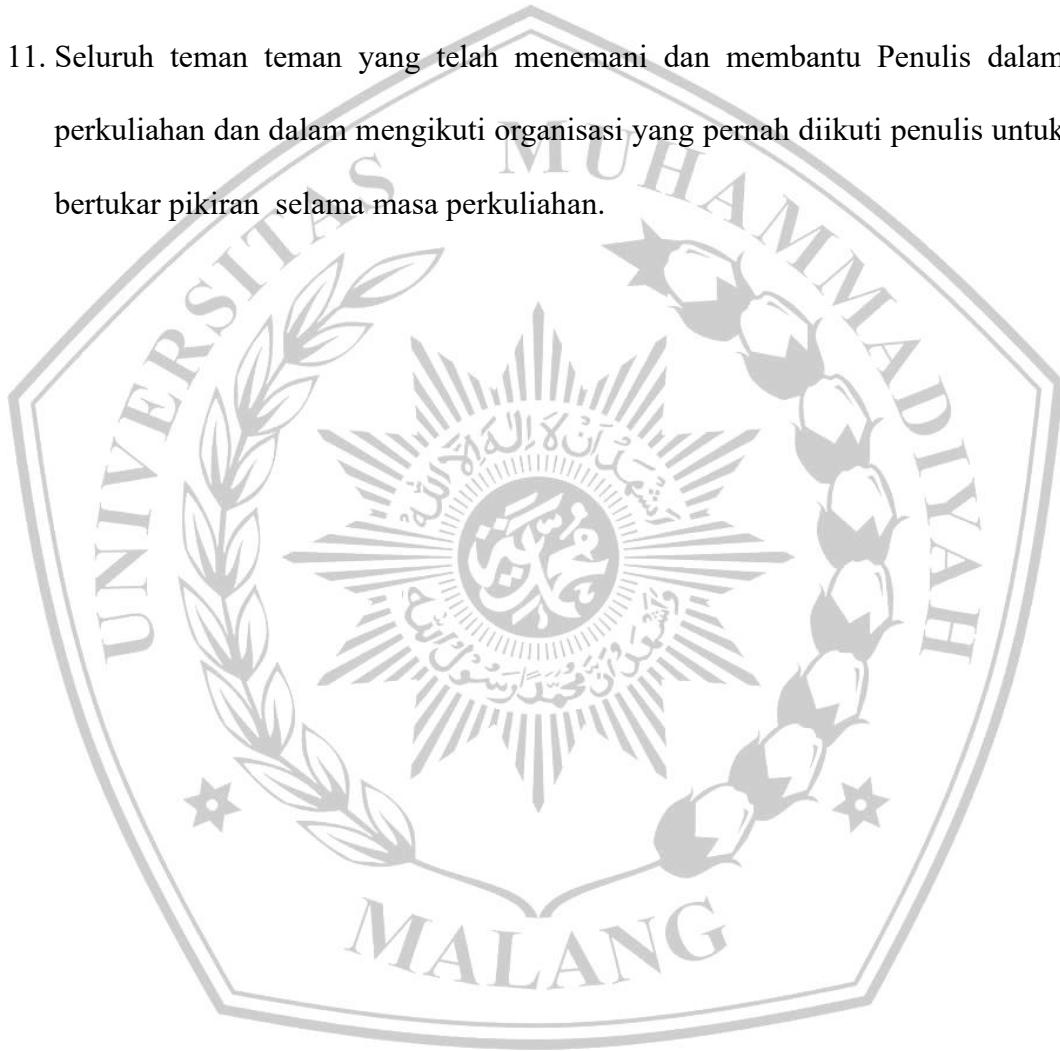 11. Seluruh teman teman yang telah menemani dan membantu Penulis dalam
perkuliahan dan dalam mengikuti organisasi yang pernah diikuti penulis untuk
bertukar pikiran selama masa perkuliahan.
UNIVERSITAS MUHAMMADIYAH
MALANG